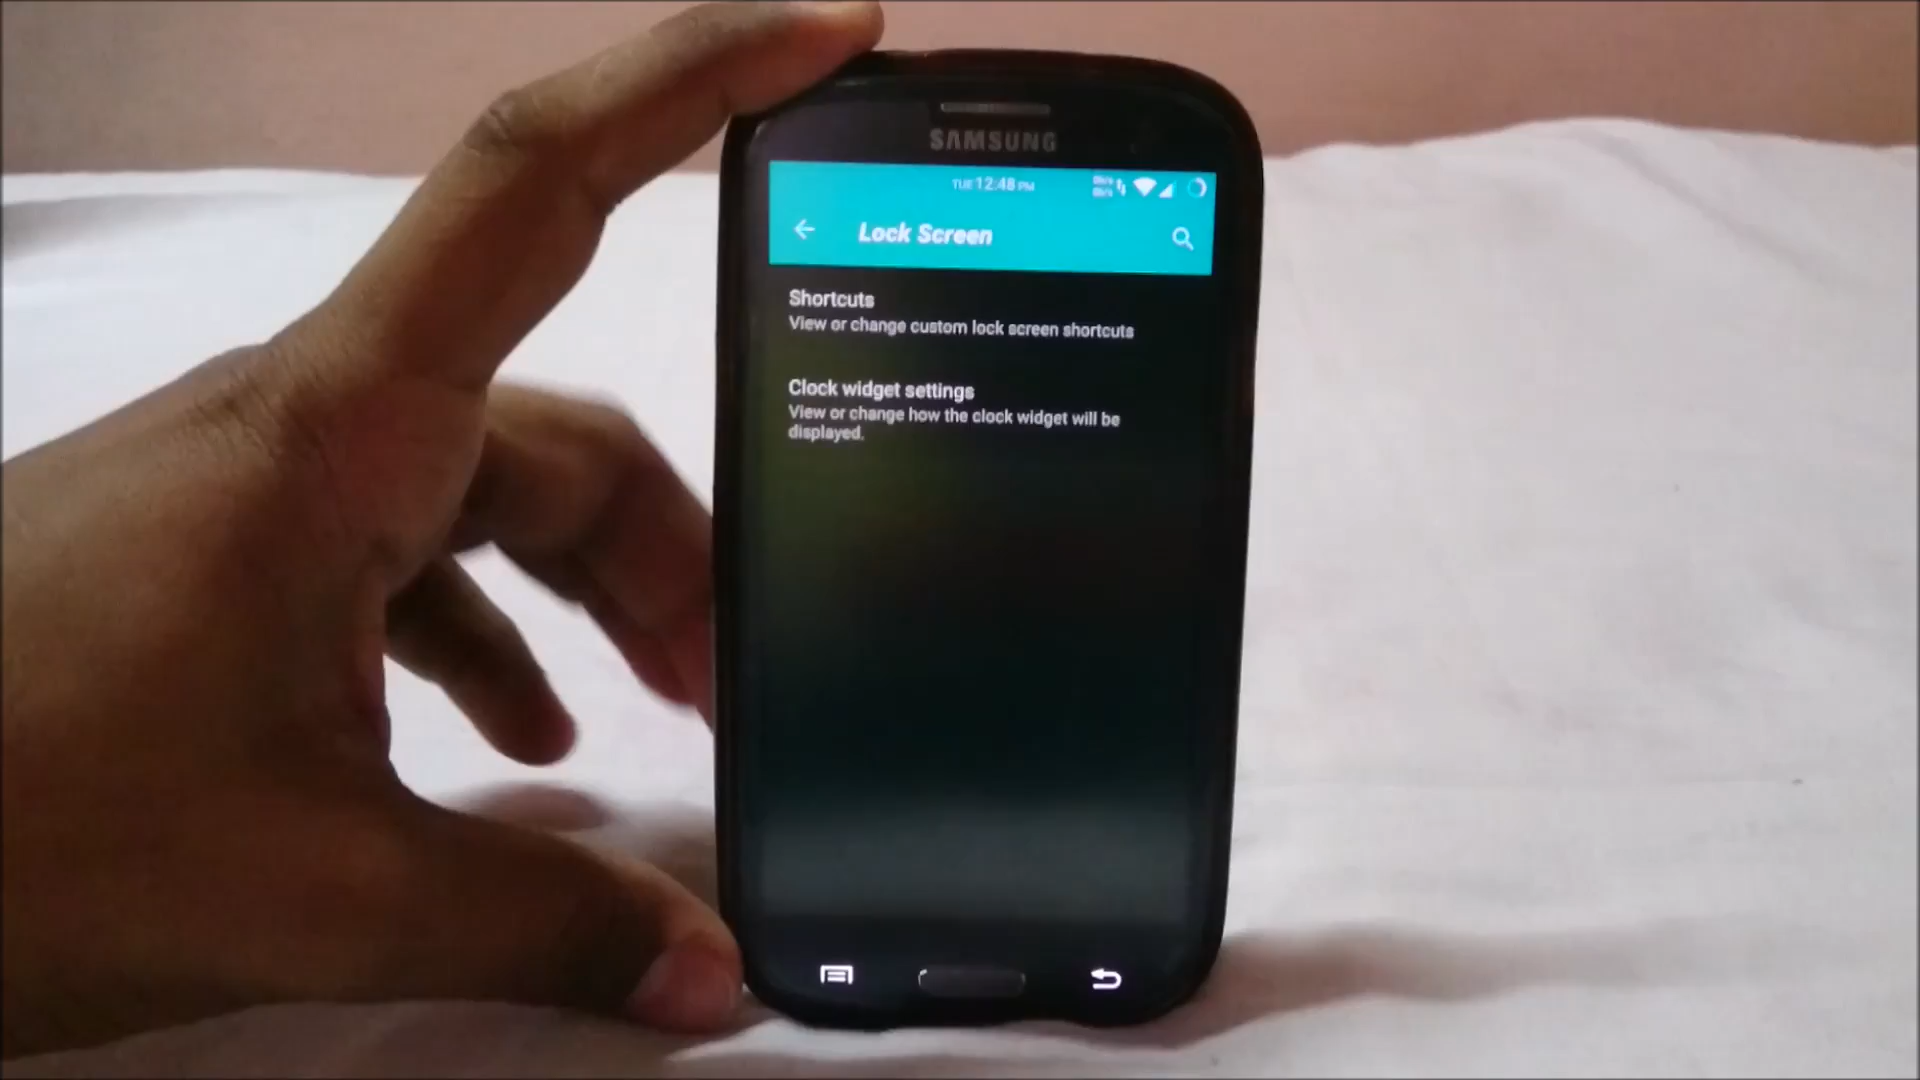 SAMSUNG
TUE 12:48 PM
Lock Screen
Shortcuts
View or change custom lock screen shortcuts
Clock widget settings
View or change how the clock widget will be
displayed.